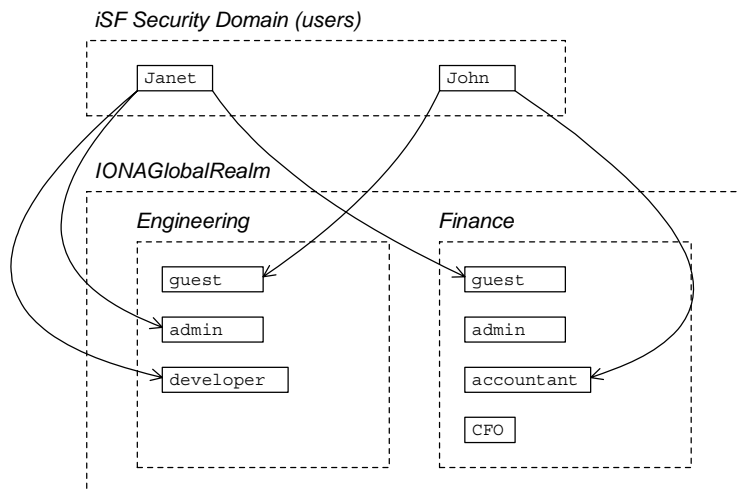 iSF Security Domain (users)
Janet
John
IONAGlobalRealm
Engineering
Finance
guest
guest
admin
admin
developer
accountant
CFO